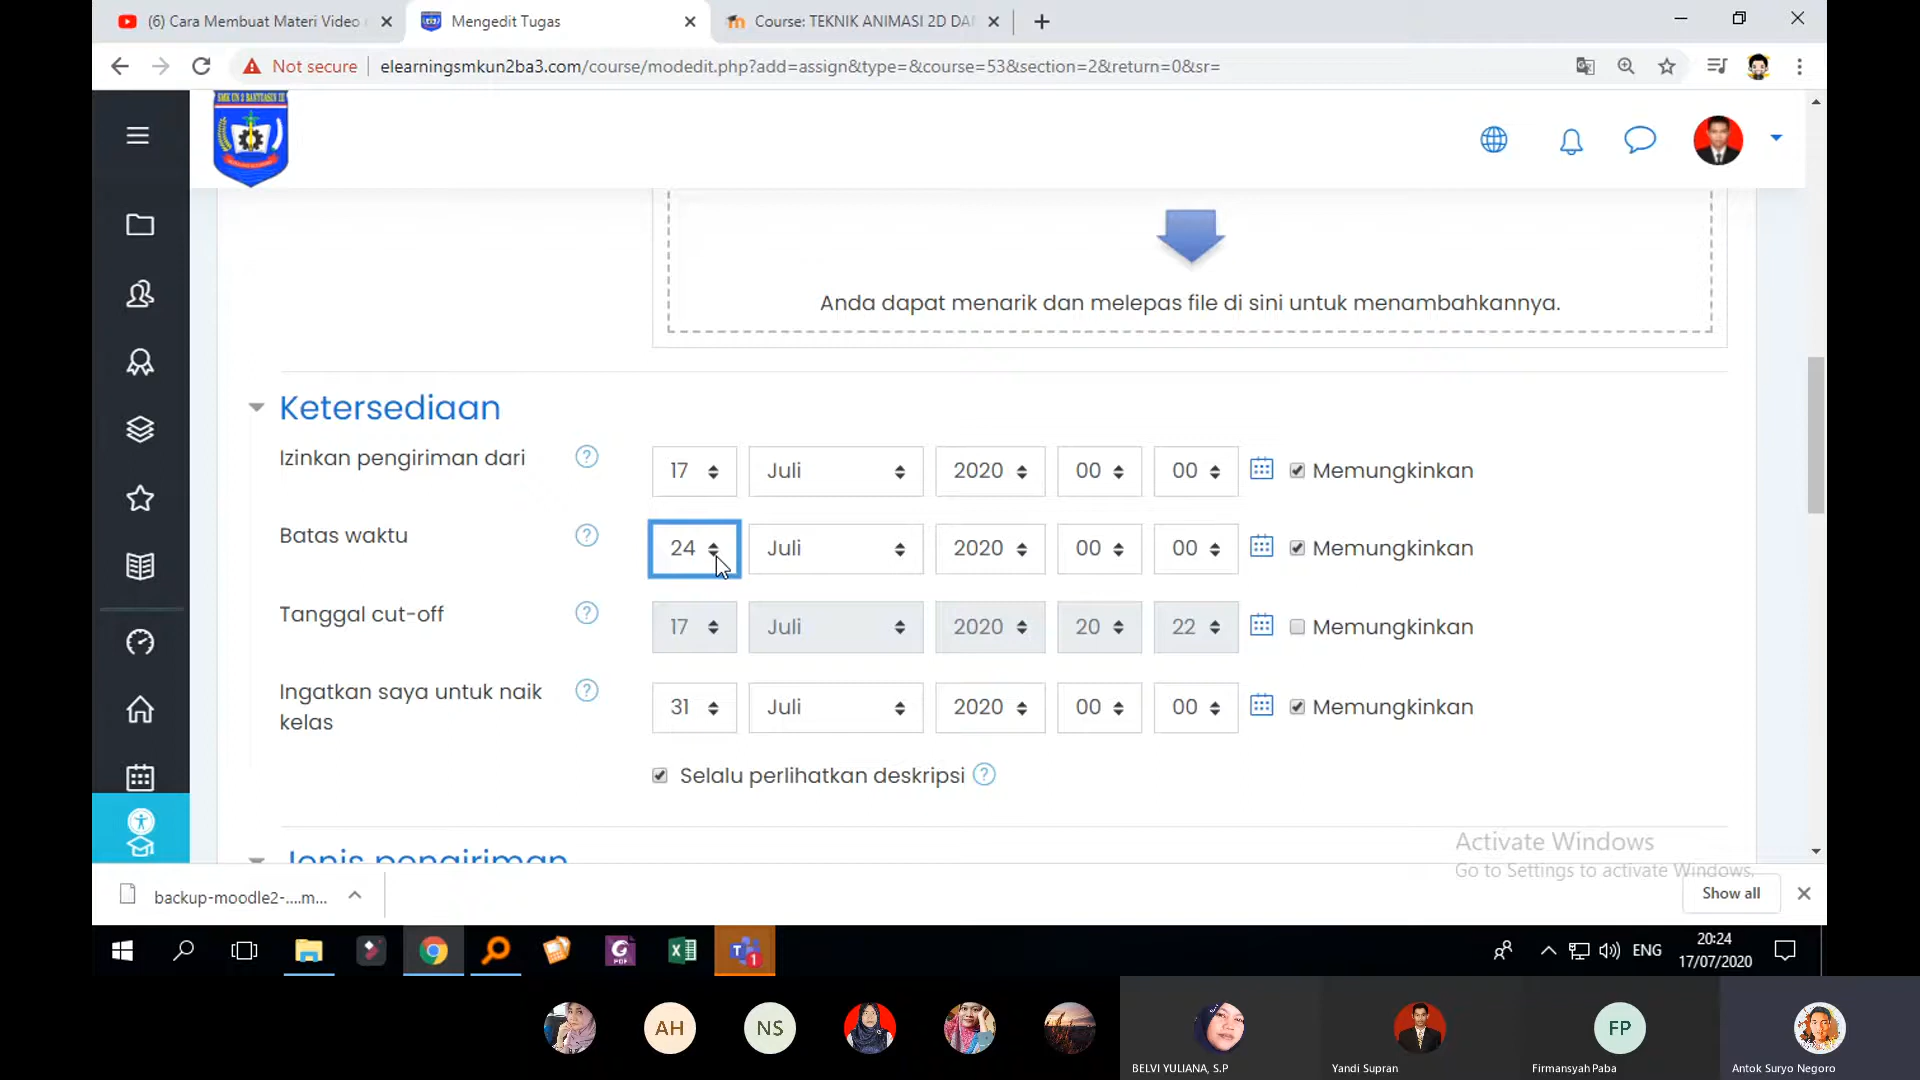 (6) Cara Membuat Materi Video
Mengedit Tugas
Course: TEKNIK ANIMASI 2D DA
Not secure
elearningsmkun2ba3.com/course/modedit.php?add=assign&type=&course=53&section=2&return=0&sr=
SMK UN 2 BANYUASIN III
Anda dapat menarik dan melepas file di sini untuk menambahkannya.
Ketersediaan
Izinkan pengiriman dari
17 Juli 2020 00 00 Memungkinkan
Batas waktu
24 Juli 2020 00 00 Memungkinkan
Tanggal cut-off
17 Juli 2020 20 22 Memungkinkan
Ingatkan saya untuk naik
kelas
31 Juli 2020 00 00 Memungkinkan
Selalu perlihatkan deskripsi
Jenis pengiriman
Activate Windows
Go to Settings to activate Windows.
backup-moodle2-....m...
Show all
ENG
20:24
17/07/2020
AH
NS
FP
BELVI YULIANA, S.P
Yandi Supran
Firmansyah Paba
Antok Suryo Negoro